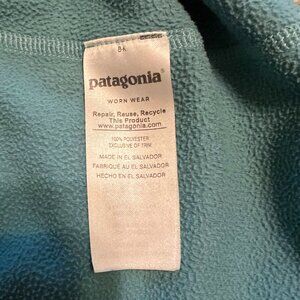 patagonia®
WORN WEAR
Repair, Reuse, Recycle
This Product
www.patagonia.com
100% POLYESTER
EXCLUSIVE OF TRIM
MADE IN EL SALVADOR
FABRIQUÉ AU EL SALVADOR
HECHO EN EL SALVADOR